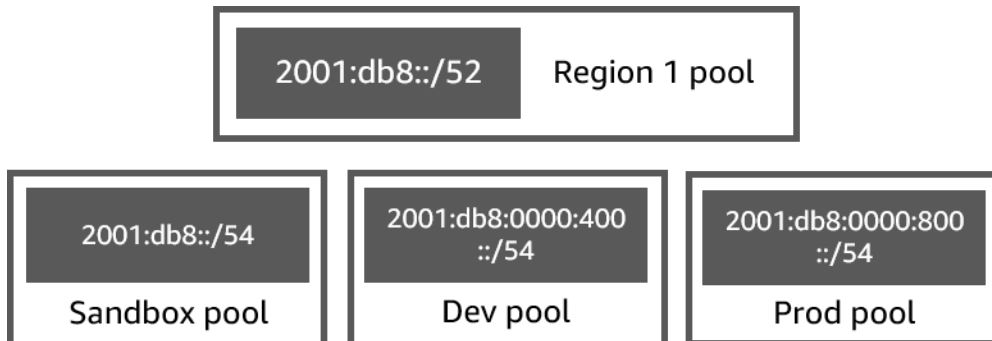 2001:db8::/52
Region 1 pool
2001:db8::/54
Sandbox pool
2001:db8:0000:400
::/54
Dev pool
2001:db8:0000:800
::/54
Prod pool